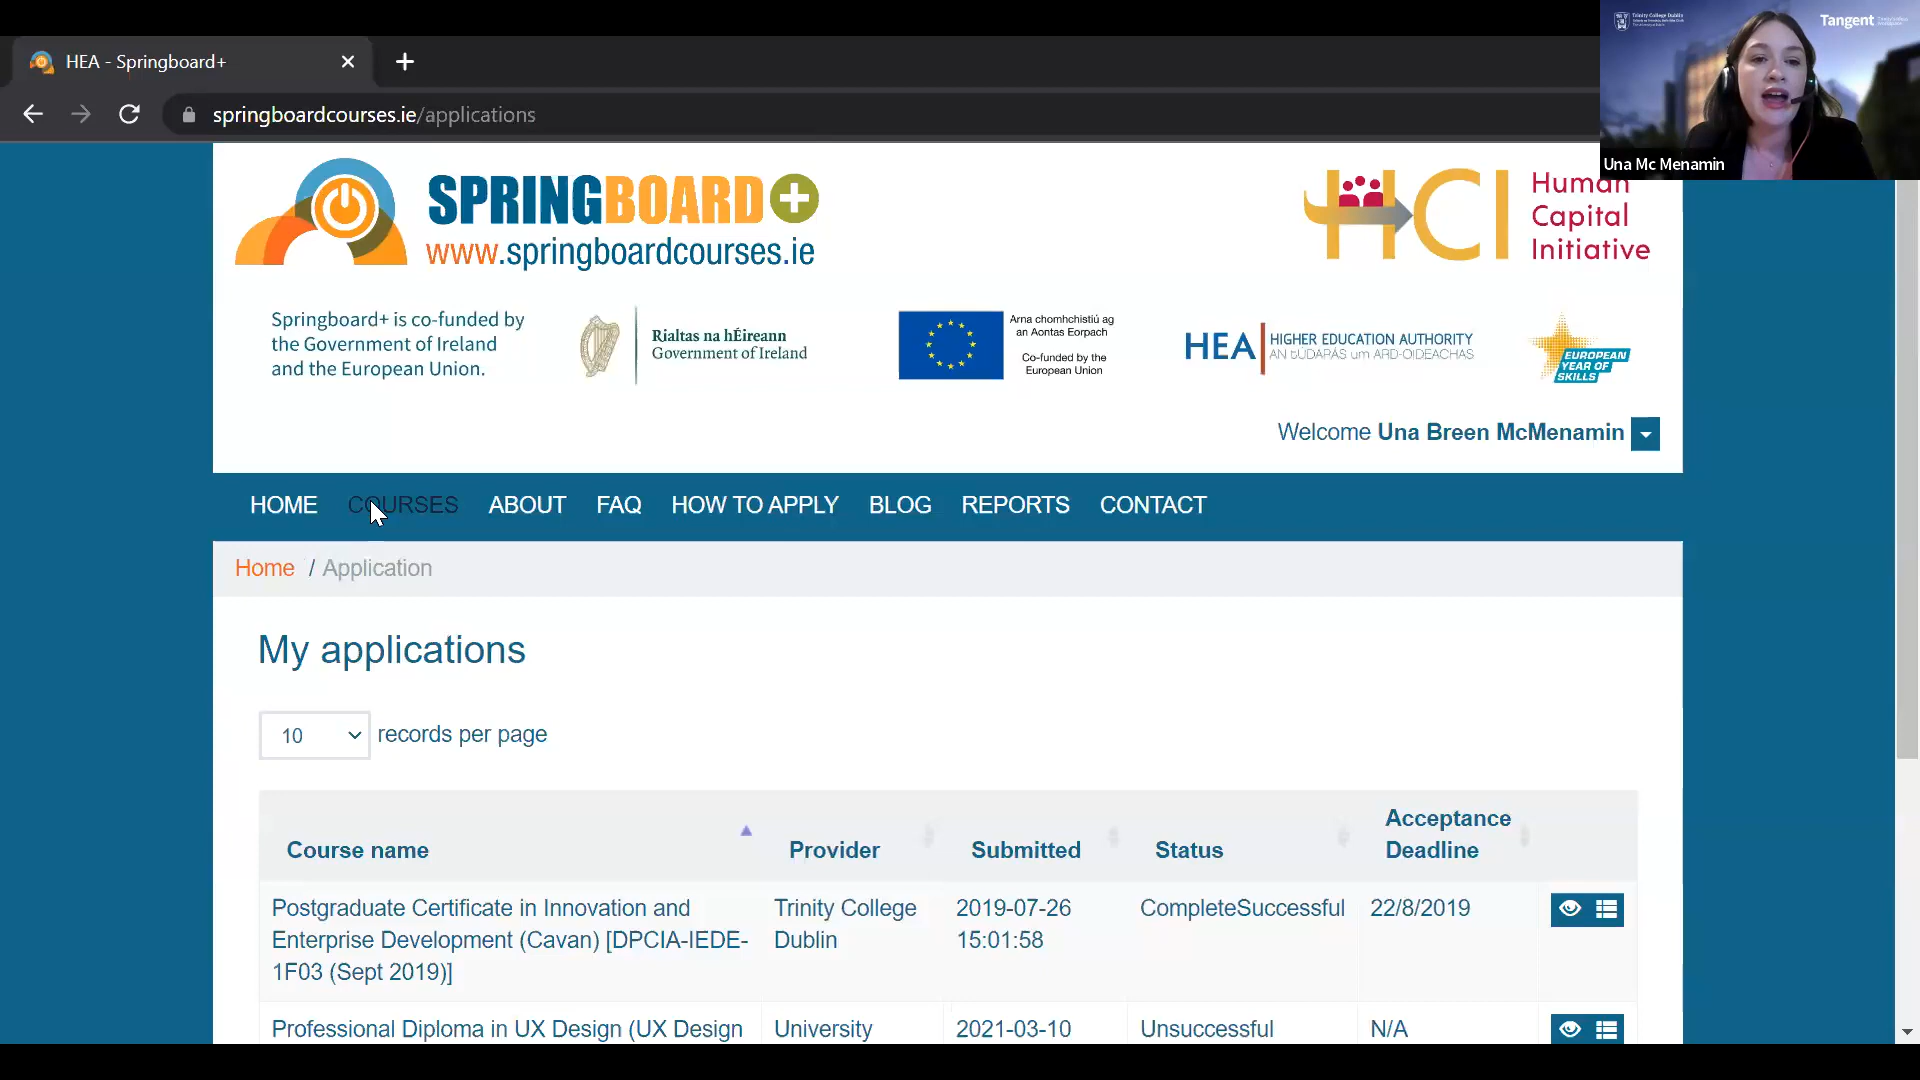 HEA - Springboard+
springboardcourses.ie/applications
Trinity College Dublin
Tangent
Una Mc Menamin
SPRINGBOARD+
www.springboardcourses.ie
HCI
Human
Capital
Initiative
Springboard+ is co-funded by
the Government of Ireland
and the European Union.
Rialtas na hÉireann
Government of Ireland
Arna chomhchistiú ag
an Aontas Eorpach
Co-funded by the
European Union
HEA
HIGHER EDUCATION AUTHORITY
AN tÚDARÁS um ARD-OIDEACHAS
EUROPEAN
YEAR OF
SKILLS
Welcome Una Breen McMenamin
HOME COURSES ABOUT FAQ HOW TO APPLY BLOG REPORTS CONTACT
Home / Application
My applications
10 records per page
Course name Provider Submitted Status Acceptance Deadline
Postgraduate Certificate in Innovation and
Enterprise Development (Cavan) [DPCIA-IEDE-
1F03 (Sept 2019)]
Trinity College
Dublin
2019-07-26
15:01:58
CompleteSuccessful
22/8/2019
Professional Diploma in UX Design (UX Design
University
2021-03-10
Unsuccessful
N/A